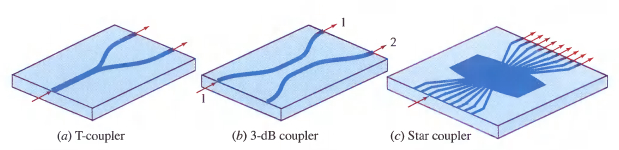 1
2
1
(a) T-coupler
(b) 3-dB coupler
(c) Star coupler